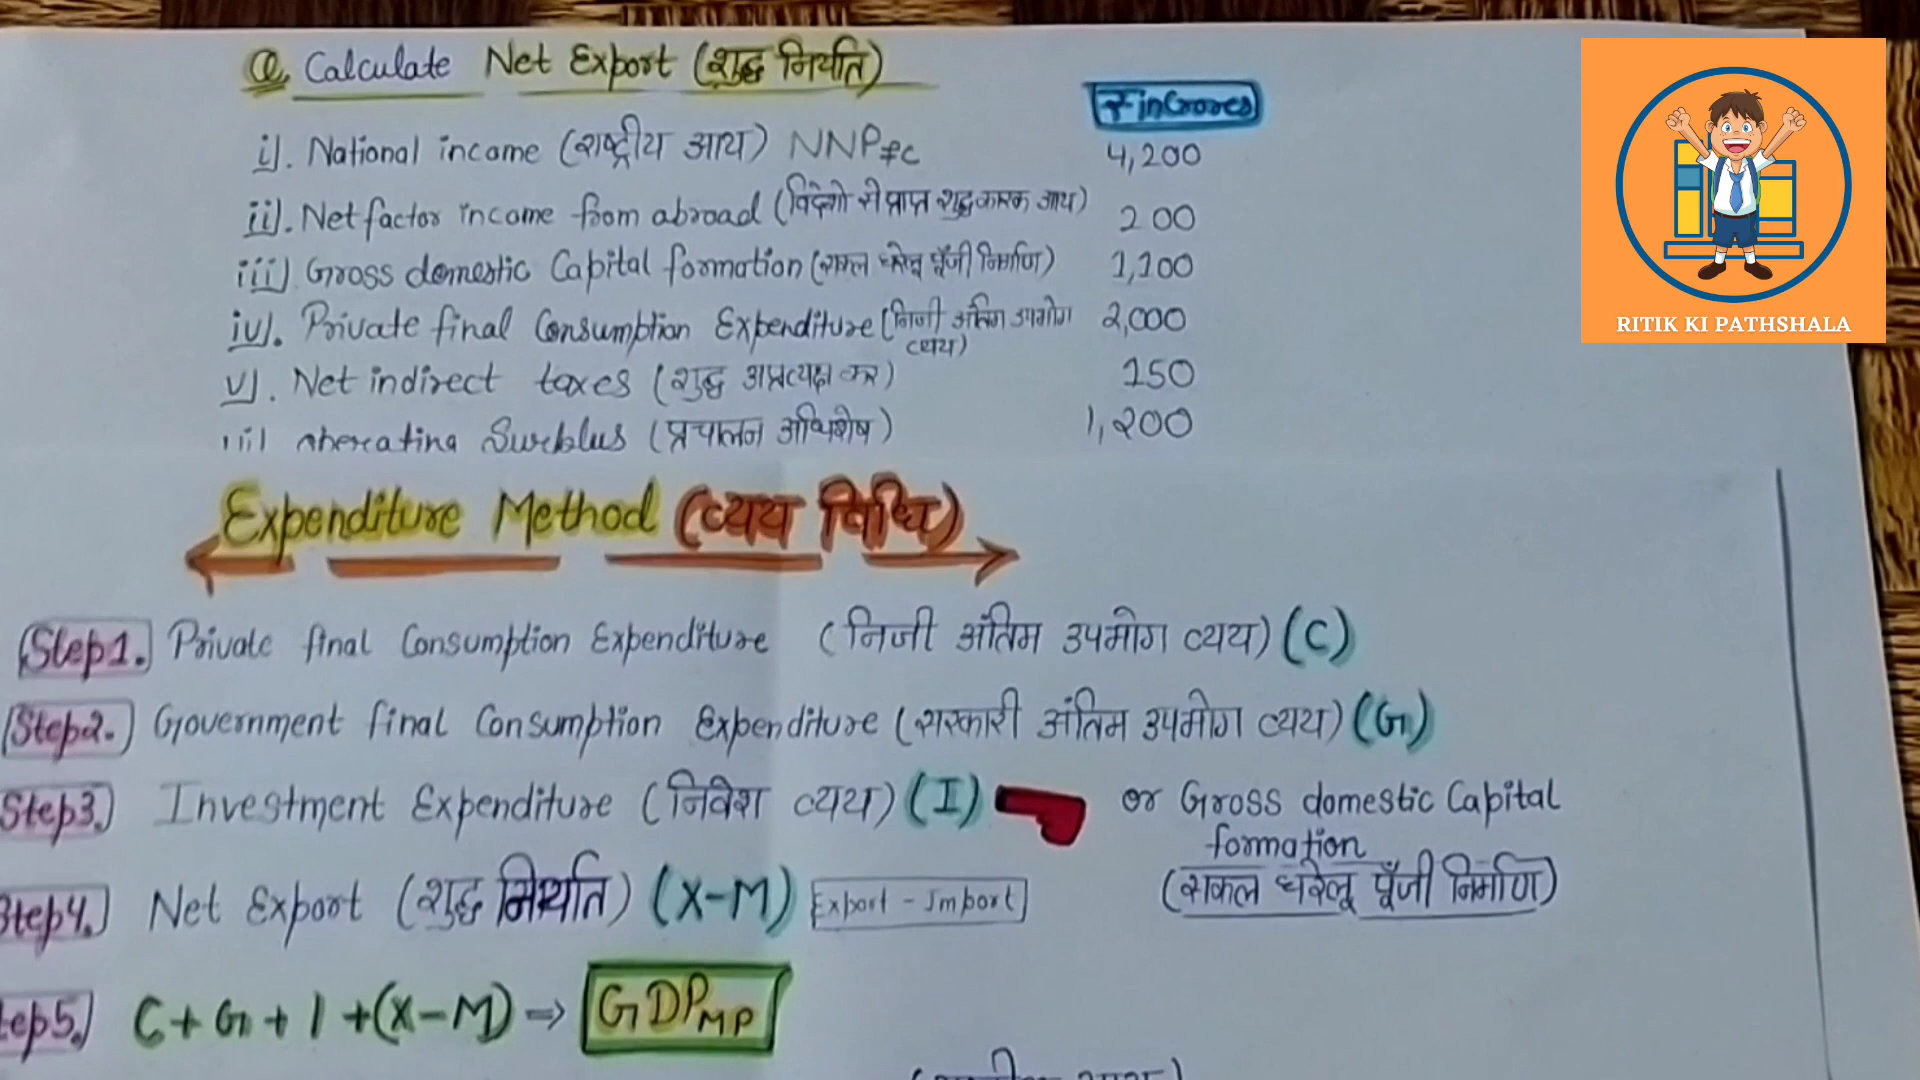 Q. Calculate Net Export (शुद्ध निर्यात)
₹ in Crores
i). National income (राष्ट्रीय आय) NNPFC 4,200
ii). Net factor income from abroad (विदेशो से प्राप्त शुद्ध कारक आय) 200
iii) Gross domestic Capital formation (सकल घरेलू पूँजी निर्माण) 1,100
iv). Private final Consumption Expenditure (निजी अंतिम उपभोग व्यय) 2,000
v). Net indirect taxes (शुद्ध अप्रत्यक्ष कर) 150
operating Surplus (प्रचालन अधिशेष) 1,200
Expenditure Method (व्यय विधि)
Step1. Private final Consumption Expenditure (निजी अंतिम उपभोग व्यय) (C)
Step2. Government final Consumption Expenditure (सरकारी अंतिम उपभोग व्यय) (G)
Step3. Investment Expenditure (निवेश व्यय) (I) or Gross domestic Capital
formation
(सकल घरेलू पूँजी निर्माण)
Step4. Net Export (शुद्ध निर्यात) (X-M) Export - Import
tep5. C+G+I+(X-M) ⇒ GDPMP
RITIK KI PATHSHALA